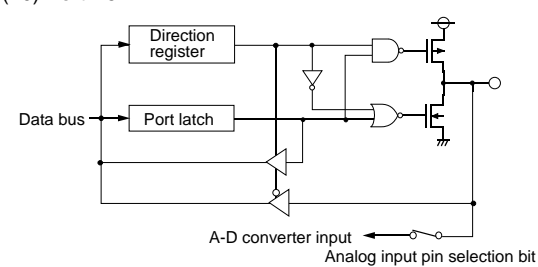 Direction
register
Data bus
Port latch
A-D converter input
Analog input pin selection bit